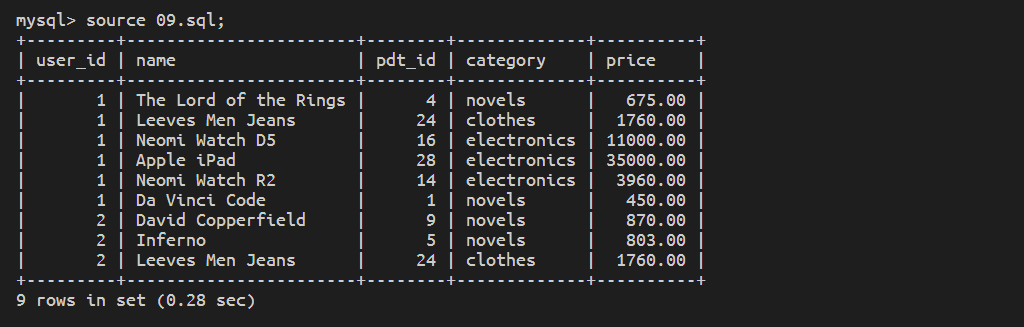 mysql> source 09.sql;
+---------+-----------------------+--------+-------------+----------+
| user_id | name                  | pdt_id | category    | price    |
+---------+-----------------------+--------+-------------+----------+
|       1 | The Lord of the Rings |      4 | novels      |   675.00 |
|       1 | Leeves Men Jeans      |     24 | clothes     |  1760.00 |
|       1 | Neomi Watch D5        |     16 | electronics | 11000.00 |
|       1 | Apple iPad            |     28 | electronics | 35000.00 |
|       1 | Neomi Watch R2        |     14 | electronics |  3960.00 |
|       1 | Da Vinci Code         |      1 | novels      |   450.00 |
|       2 | David Copperfield     |      9 | novels      |   870.00 |
|       2 | Inferno               |      5 | novels      |   803.00 |
|       2 | Leeves Men Jeans      |     24 | clothes     |  1760.00 |
+---------+-----------------------+--------+-------------+----------+
9 rows in set (0.28 sec)